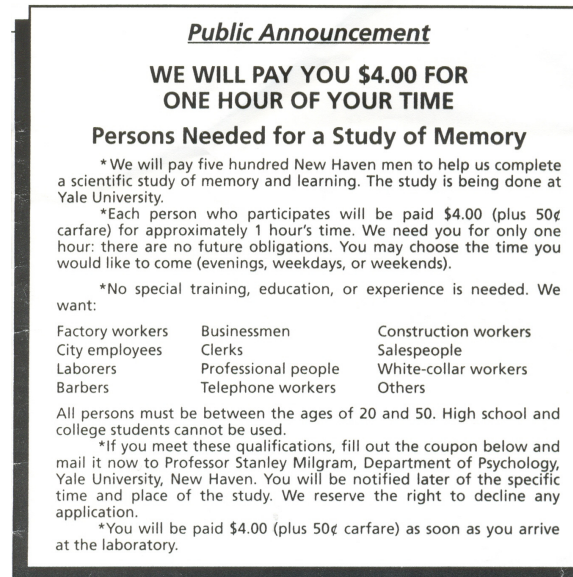 Public Announcement
WE WILL PAY YOU $4.00 FOR
ONE HOUR OF YOUR TIME
Persons Needed for a Study of Memory
* We will pay five hundred New Haven men to help us complete
a scientific study of memory and learning. The study is being done at
Yale University.
*Each person who participates will be paid $4.00 (plus 50¢
carfare) for approximately 1 hour's time. We need you for only one
hour: there are no future obligations. You may choose the time you
would like to come (evenings, weekdays, or weekends).
*No special training, education, or experience is needed. We
want:
Factory workers Businessmen Construction workers
City employees Clerks Salespeople
Laborers Professional people White-collar workers
Barbers Telephone workers Others
All persons must be between the ages of 20 and 50. High school and
college students cannot be used.
*If you meet these qualifications, fill out the coupon below and
mail it now to Professor Stanley Milgram, Department of Psychology,
Yale University, New Haven. You will be notified later of the specific
time and place of the study. We reserve the right to decline any
application.
*You will be paid $4.00 (plus 50¢ carfare) as soon as you arrive
at the laboratory.